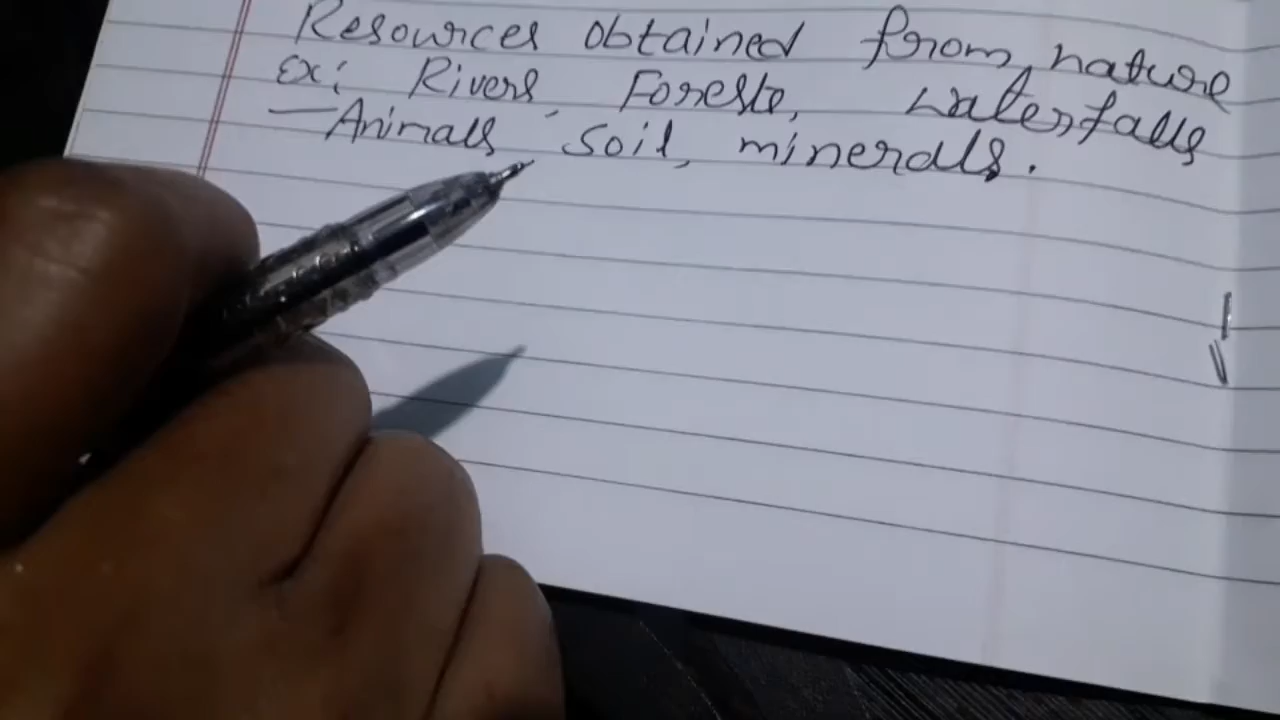 Resources obtained from nature
Ex: Rivers, Forests, waterfalls
Animals soil, minerals.